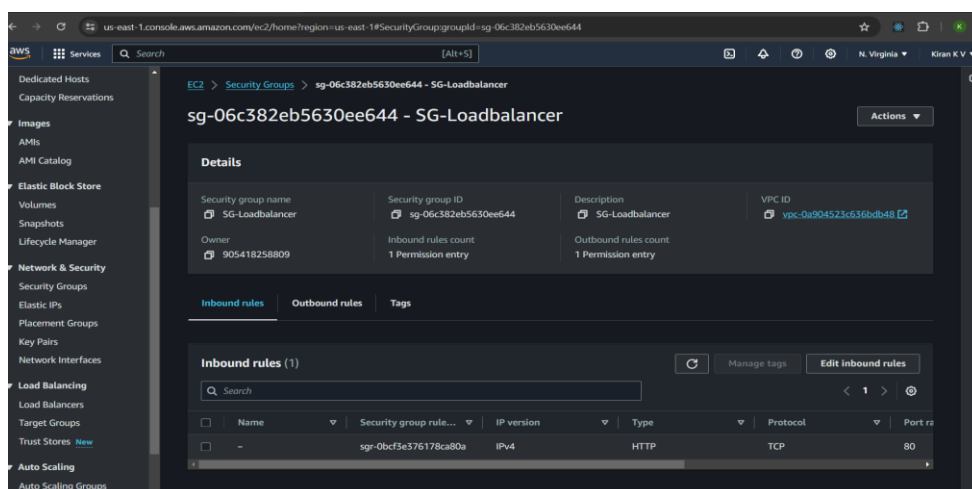 us-east-1.console.aws.amazon.com/ec2/home?region=us-east-1#SecurityGroup:groupId=sg-06c382eb5630ee644
K
aws
Services
Search
[Alt+S]
N. Virginia
Kiran K V
Dedicated Hosts
Capacity Reservations
Images
AMIs
AMI Catalog
Elastic Block Store
Volumes
Snapshots
Lifecycle Manager
Network & Security
Security Groups
Elastic IPs
Placement Groups
Key Pairs
Network Interfaces
Load Balancing
Load Balancers
Target Groups
Trust Stores New
Auto Scaling
Auto Scaling Groups
EC2 > Security Groups > sg-06c382eb5630ee644 - SG-Loadbalancer
sg-06c382eb5630ee644 - SG-Loadbalancer
Actions
Details
Security group name
SG-Loadbalancer
Security group ID
sg-06c382eb5630ee644
Description
SG-Loadbalancer
VPC ID
vpc-0a904523c636bdb48
Owner
905418258809
Inbound rules count
1 Permission entry
Outbound rules count
1 Permission entry
Inbound rules
Outbound rules
Tags
Inbound rules (1)
Manage tags
Edit inbound rules
Search
< 1 >
Name
Security group rule...
IP version
Type
Protocol
Port ra
-
sgr-0bcf3e376178ca80a
IPv4
HTTP
TCP
80